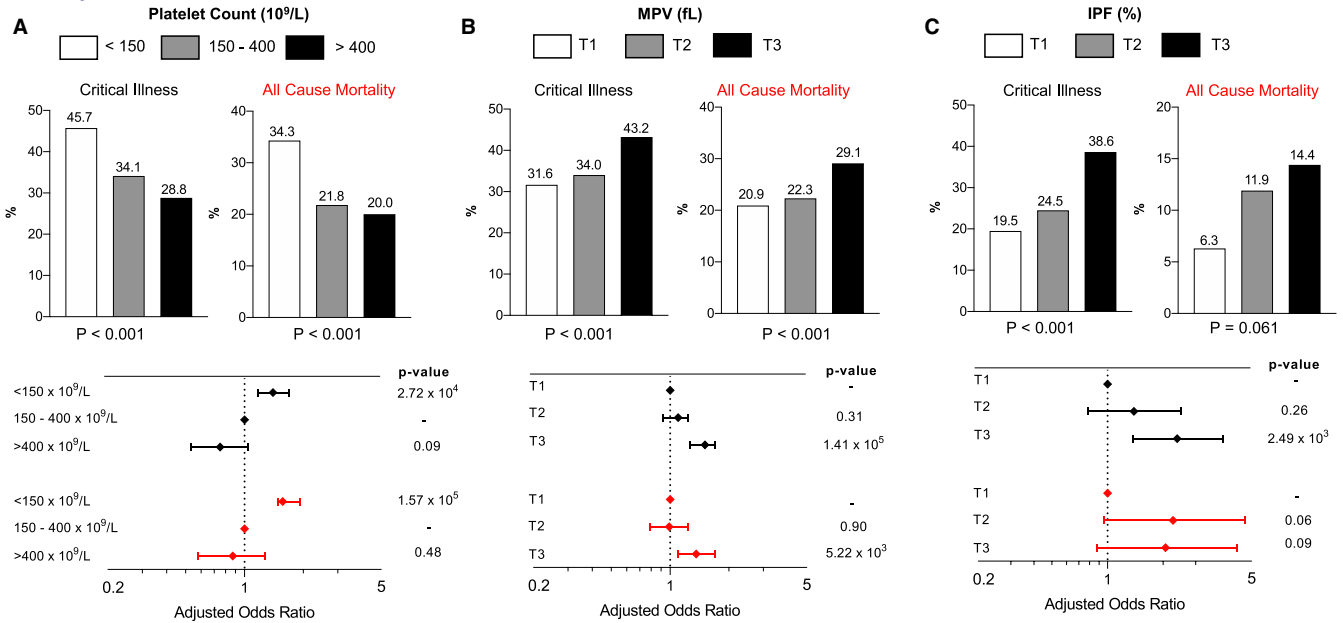 A
Platelet Count (10⁹/L)
< 150
150 - 400
> 400
Critical Illness
All Cause Mortality
%
50
40
30
20
10
0
45.7
34.1
28.8
P < 0.001
%
40
30
20
10
0
34.3
21.8
20.0
P < 0.001
p-value
<150 x 10⁹/L
2.72 x 10⁴
150 - 400 x 10⁹/L
-
>400 x 10⁹/L
0.09
<150 x 10⁹/L
1.57 x 10⁵
150 - 400 x 10⁹/L
-
>400 x 10⁹/L
0.48
0.2
1
5
Adjusted Odds Ratio
B
MPV (fL)
T1
T2
T3
Critical Illness
All Cause Mortality
%
50
40
30
20
10
0
31.6
34.0
43.2
P < 0.001
%
40
30
20
10
0
20.9
22.3
29.1
P < 0.001
p-value
T1
-
T2
0.31
T3
1.41 x 10⁵
T1
-
T2
0.90
T3
5.22 x 10³
0.2
1
5
Adjusted Odds Ratio
C
IPF (%)
T1
T2
T3
Critical Illness
All Cause Mortality
%
50
40
30
20
10
0
19.5
24.5
38.6
P < 0.001
%
20
15
10
5
0
6.3
11.9
14.4
P = 0.061
p-value
T1
-
T2
0.26
T3
2.49 x 10³
T1
-
T2
0.06
T3
0.09
0.2
1
5
Adjusted Odds Ratio